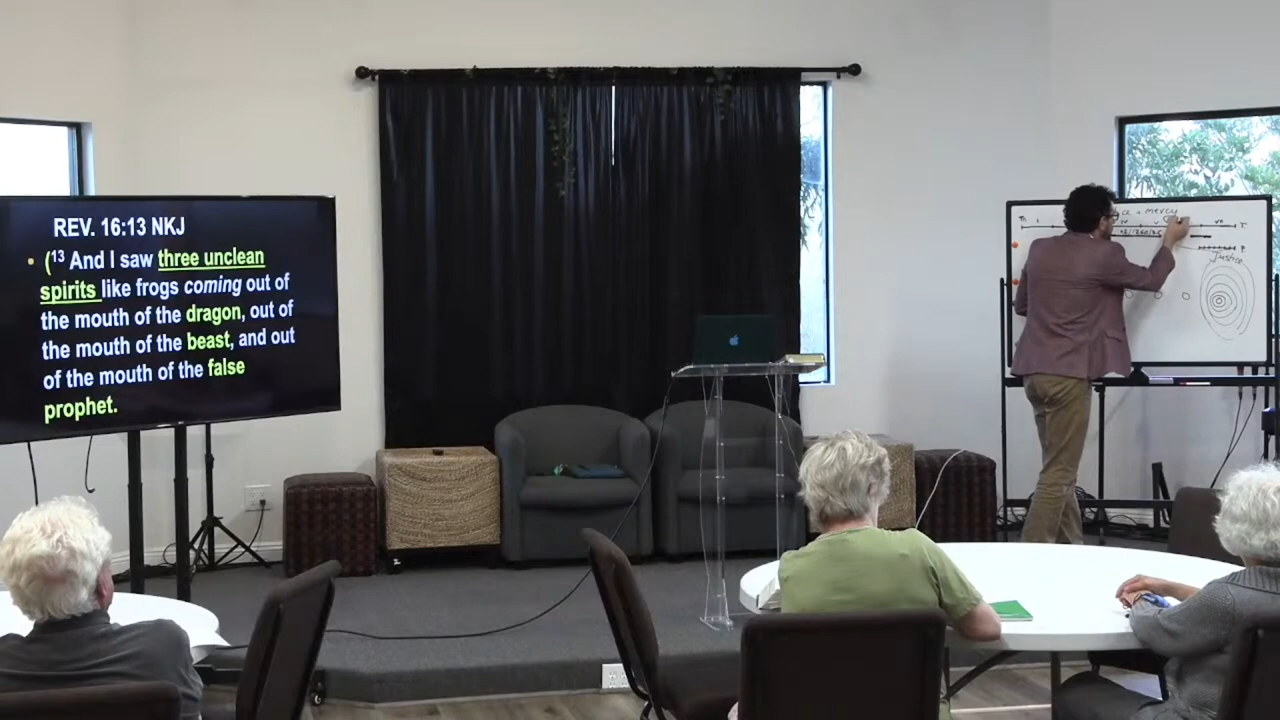 REV. 16:13 NKJ
• (13 And I saw three unclean
spirits like frogs coming out of
the mouth of the dragon, out of
the mouth of the beast, and out
of the mouth of the false
prophet.
mercy
Justice